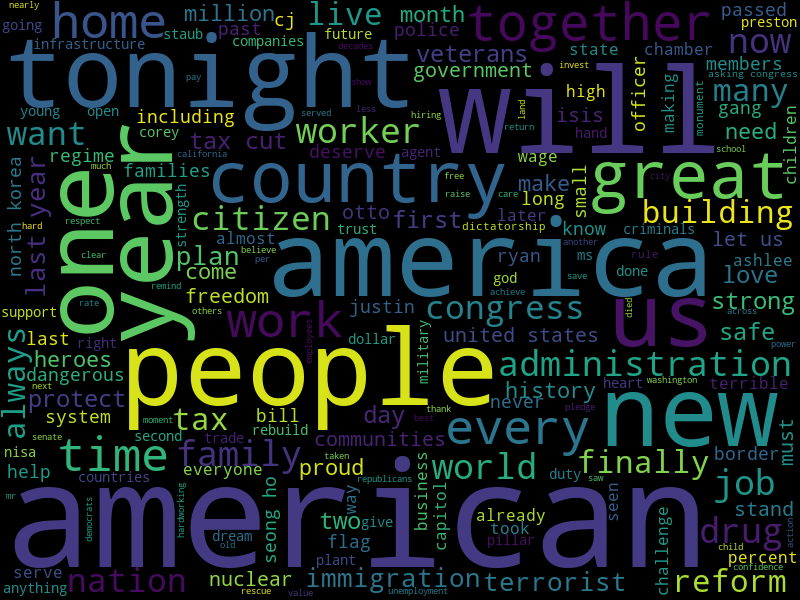 nearly
going
home
million
cj
live
month
together
passed
preston
infrastructure
staub
past
companies
future
police
now
tonight
decades
veterans
state
chamber
members
will
asking congress
government
pay
show
invest
high
officer
making
monument
many
young
open
including
less
isis
land
gang
want
corey
tax cut
served
worker
hiring
hand
need
children
california
deserve
agent
return
wage
school
regime
families
much
country
free
make
small
city
great
north korea
last year
one
year
strength
citizen
otto
first
raise
care
long
later
building
respect
trust
dictatorship
hard
almost
know
criminals
let us
clear
plan
believe
ryan
another
ms
rule
ashlee
per
come
america
god
done
love
remind
freedom
save
achieve
across
rate
others
justin
congress
us
strong
support
work
dollar
died
last
right
employees
military
united states
safe
power
always
heroes
people
administration
next
dangerous
heart
washington
terrible
protect
history
new
moment
thank
never
pledge
system
tax
bill
day
best
every
must
senate
second
rebuild
trade
communities
nisa
time
family
taken
republicans
finally
border
help
everyone
proud
world
duty
saw
job
countries
business
capitol
way
seen
stand
mr
american
hardworking
seong ho
democrats
two
give
already
took
challenge
drug
action
dream
flag
pillar
old
plant
child
percent
serve
nuclear
confidence
anything
nation
immigration
terrorist
reform
rescue
value
unemployment